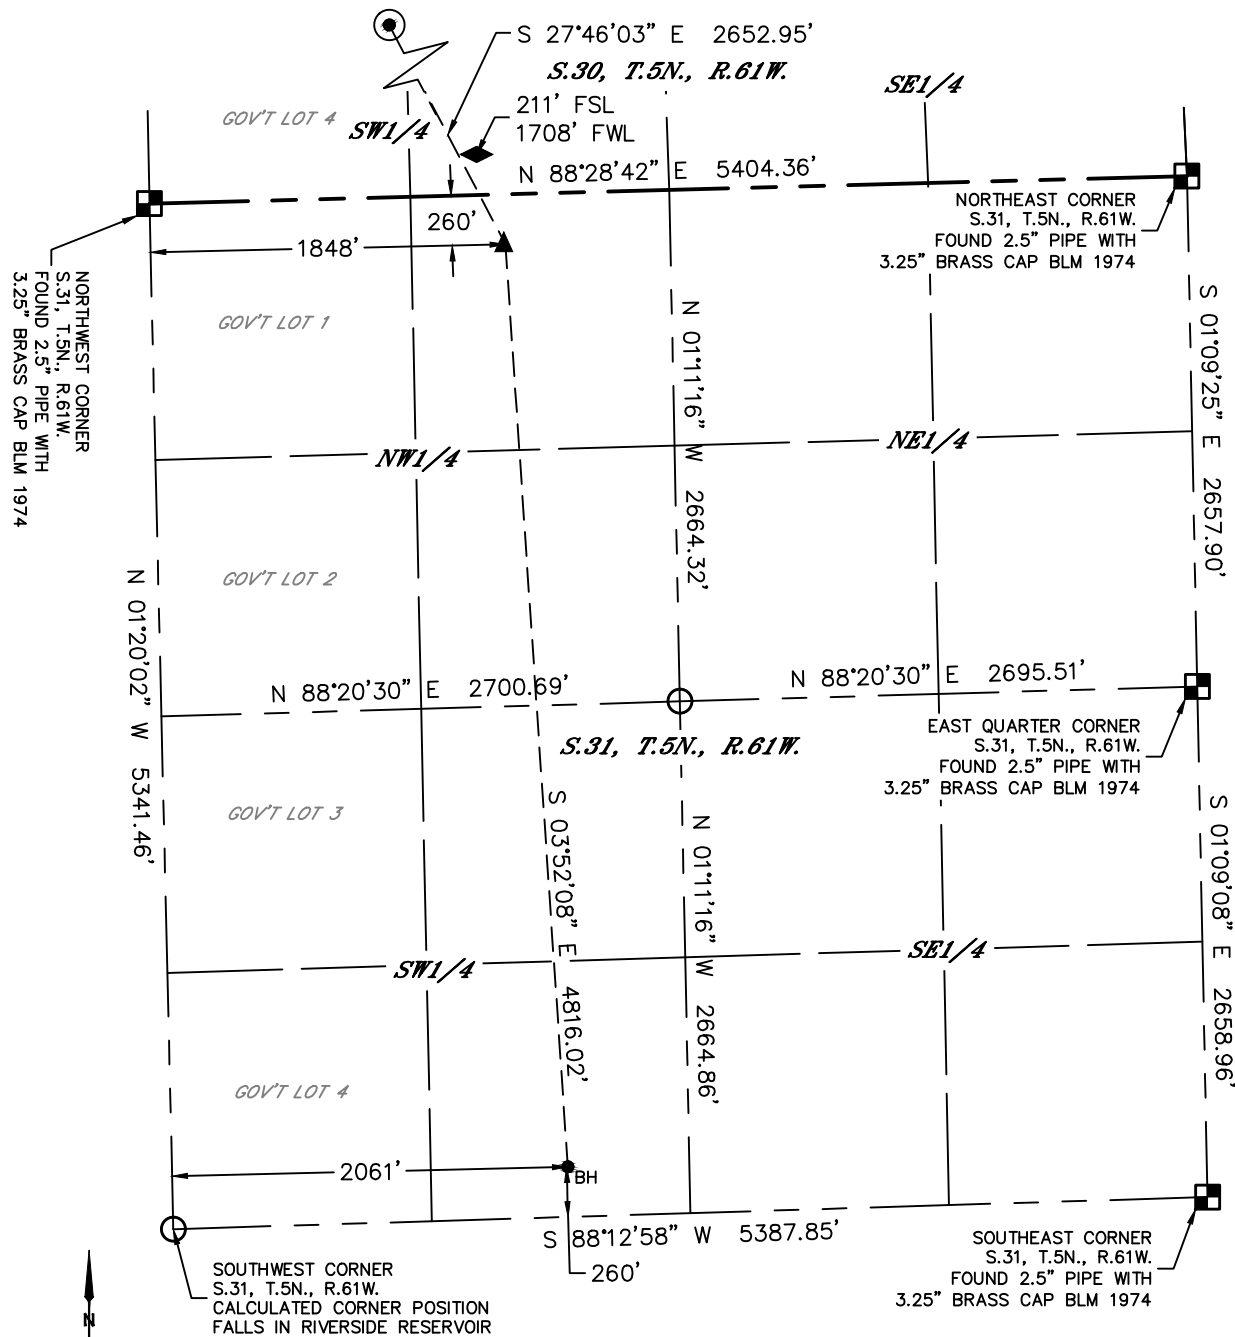 S 27°46'03" E 2652.95'
S.30, T.5N., R.61W.
SE1/4
211' FSL
1708' FWL
GOV'T LOT 4
SW1/4
N 88°28'42" E 5404.36'
NORTHEAST CORNER
S.31, T.5N., R.61W.
FOUND 2.5" PIPE WITH
3.25" BRASS CAP BLM 1974
260'
1848'
NORTHWEST CORNER
S.31, T.5N., R.61W.
FOUND 2.5" PIPE WITH
3.25" BRASS CAP BLM 1974
GOV'T LOT 1
N 01°11'16" W 2664.32'
S 01°09'25" E 2657.90'
NW1/4
NE1/4
GOV'T LOT 2
N 01°20'02" W 5341.46'
N 88°20'30" E 2700.69'
N 88°20'30" E 2695.51'
S.31, T.5N., R.61W.
EAST QUARTER CORNER
S.31, T.5N., R.61W.
FOUND 2.5" PIPE WITH
3.25" BRASS CAP BLM 1974
GOV'T LOT 3
S 03°52'08" E 4816.02'
N 01°11'16" W 2664.86'
S 01°09'08" E 2658.96'
SW1/4
SE1/4
GOV'T LOT 4
2061'
BH
S 88°12'58" W 5387.85'
260'
SOUTHWEST CORNER
S.31, T.5N., R.61W.
CALCULATED CORNER POSITION
FALLS IN RIVERSIDE RESERVOIR
SOUTHEAST CORNER
S.31, T.5N., R.61W.
FOUND 2.5" PIPE WITH
3.25" BRASS CAP BLM 1974
N